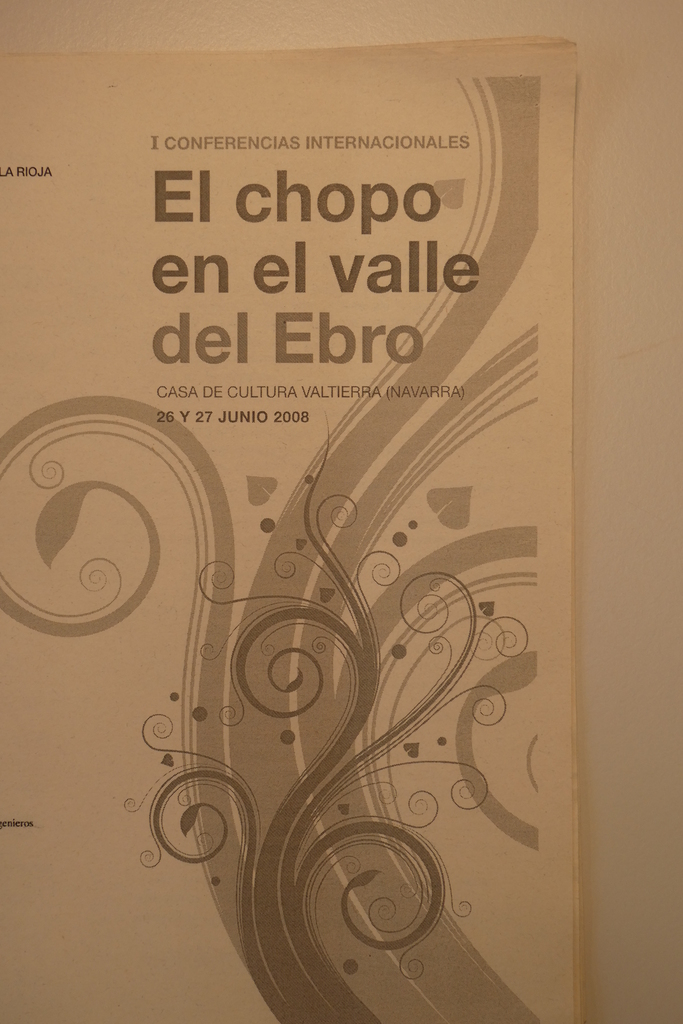 LA RIOJA
I CONFERENCIAS INTERNACIONALES
El chopo
en el valle
del Ebro
CASA DE CULTURA VALTIERRA (NAVARRA)
26 Y 27 JUNIO 2008
genieros